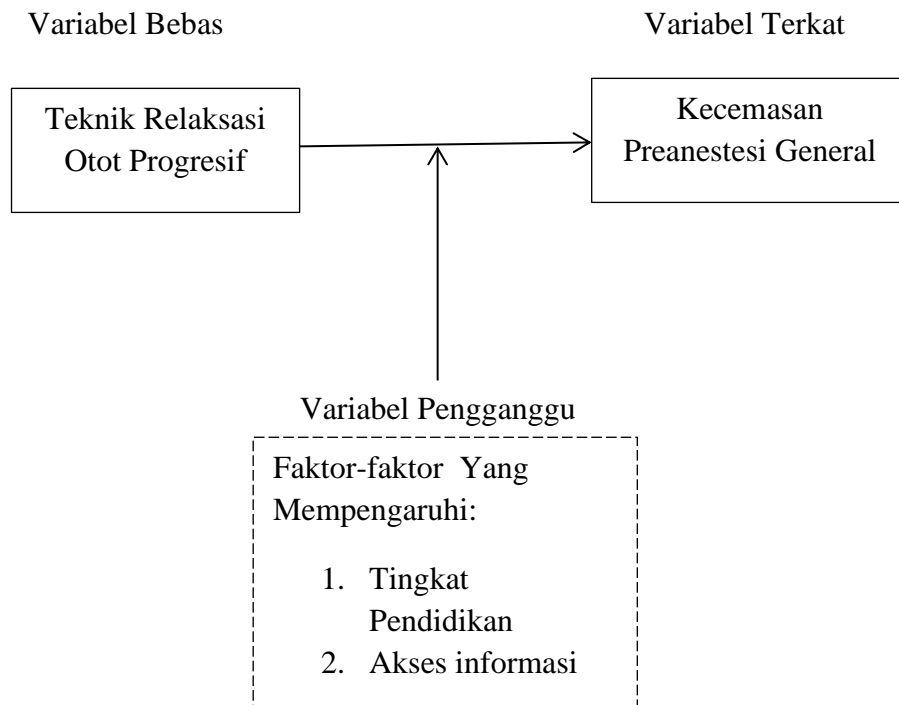 Variabel Bebas
Variabel Terkat
Teknik Relaksasi
Otot Progresif
Kecemasan
Preanestesi General
Variabel Pengganggu
Faktor-faktor Yang
Mempengaruhi:
1. Tingkat
Pendidikan
2. Akses informasi